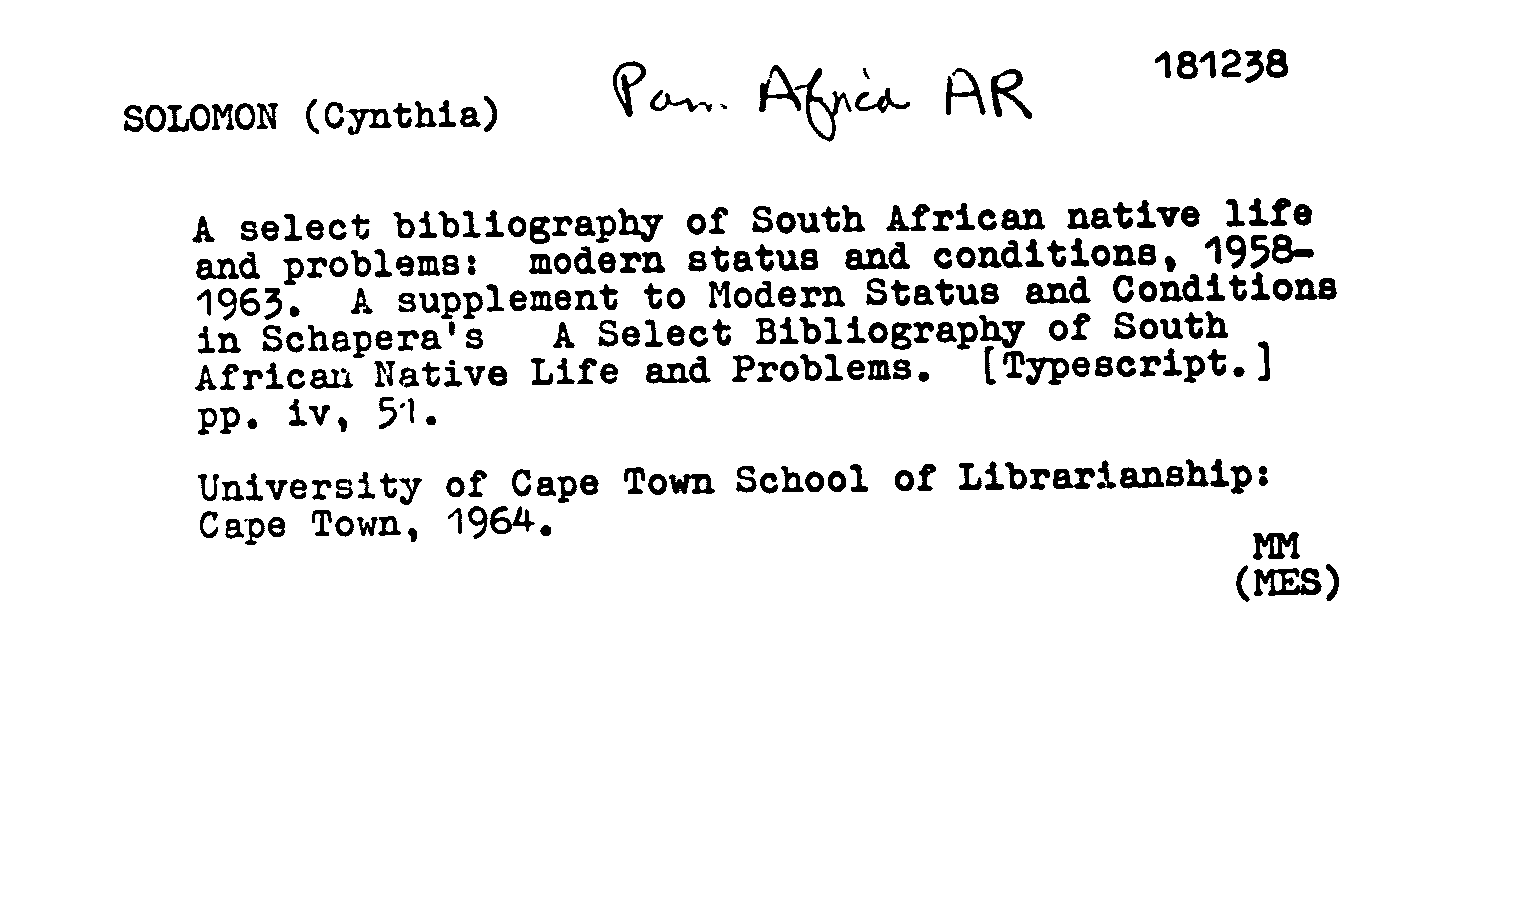 181238
SOLOMON (Cynthia) Pam. Africa AR
A select bibliography of South African native life
and problems: modern status and conditions, 1958-
1963. A supplement to Modern Status and Conditions
in Schapera's A Select Bibliography of South
African Native Life and Problems. [Typescript.]
pp. iv, 51.
University of Cape Town School of Librarianship:
Cape Town, 1964.
MM
(MES)